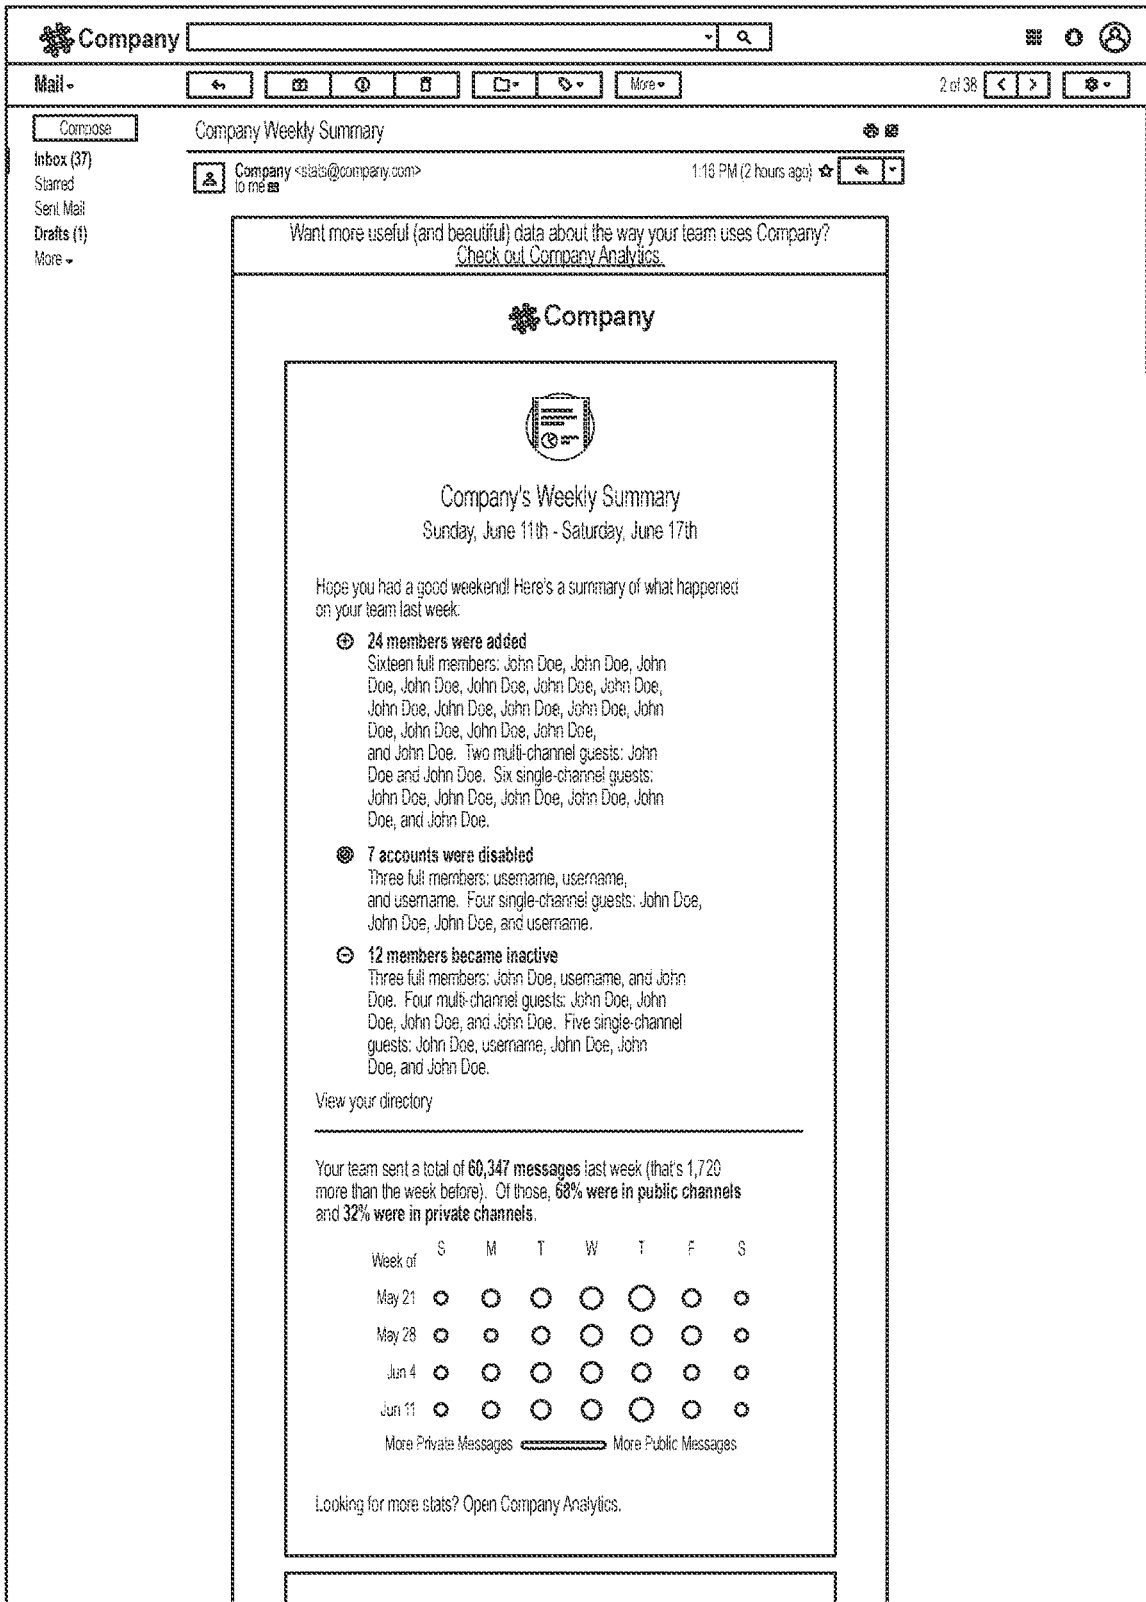 Company
Mail
More
2 of 38
Compose
Inbox (37)
Starred
Sent Mail
Drafts (1)
More
Company Weekly Summary
Company <stats@company.com>
to me
1:16 PM (2 hours ago)
Want more useful (and beautiful) data about the way your team uses Company?
Check out Company Analytics.
Company
Company's Weekly Summary
Sunday, June 11th - Saturday, June 17th
Hope you had a good weekend! Here's a summary of what happened
on your team last week:
24 members were added
Sixteen full members: John Doe, John Doe, John
Doe, John Doe, John Doe, John Doe, John Doe,
John Doe, John Doe, John Doe, John Doe, John
Doe, John Doe, John Doe, John Doe,
and John Doe. Two multi-channel guests: John
Doe and John Doe. Six single-channel guests:
John Doe, John Doe, John Doe, John Doe, John
Doe, and John Doe.
7 accounts were disabled
Three full members: username, username,
and username. Four single-channel guests: John Doe,
John Doe, John Doe, and username.
12 members became inactive
Three full members: John Doe, username, and John
Doe. Four multi-channel guests: John Doe, John
Doe, John Doe, and John Doe. Five single-channel
guests: John Doe, username, John Doe, John
Doe, and John Doe.
View your directory
Your team sent a total of 60,347 messages last week (that's 1,720
more than the week before). Of those, 68% were in public channels
and 32% were in private channels.
Week of S M T W T F S
May 21
May 28
Jun 4
Jun 11
More Private Messages More Public Messages
Looking for more stats? Open Company Analytics.